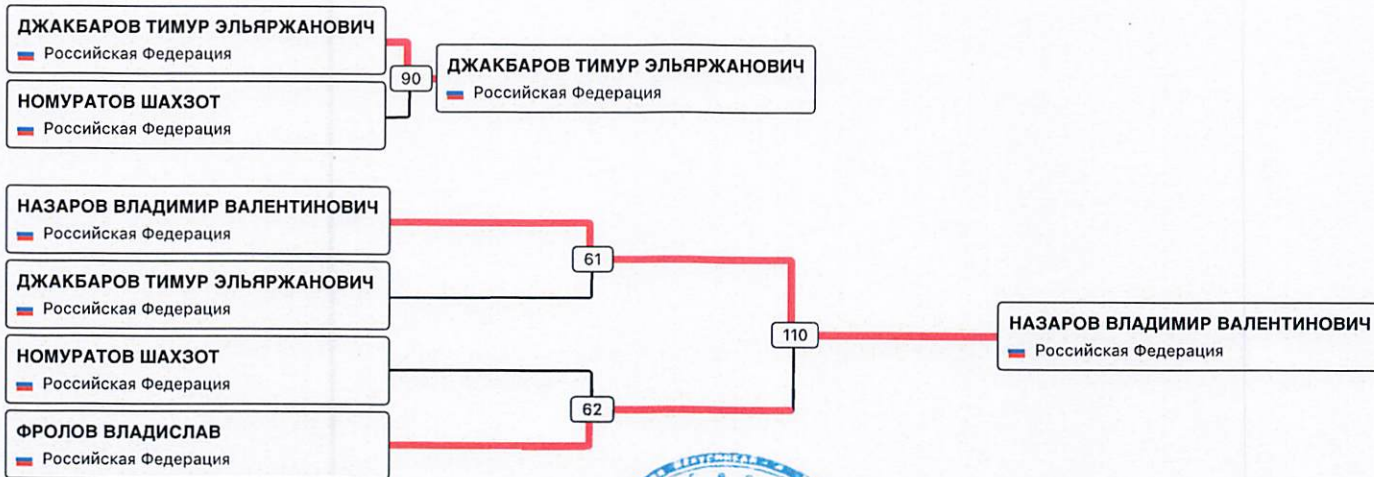 ДЖАКБАРОВ ТИМУР ЭЛЬЯРЖАНОВИЧ
Российская Федерация
90
ДЖАКБАРОВ ТИМУР ЭЛЬЯРЖАНОВИЧ
Российская Федерация
НОМУРАТОВ ШАХЗОТ
Российская Федерация
НАЗАРОВ ВЛАДИМИР ВАЛЕНТИНОВИЧ
Российская Федерация
61
ДЖАКБАРОВ ТИМУР ЭЛЬЯРЖАНОВИЧ
Российская Федерация
110
НАЗАРОВ ВЛАДИМИР ВАЛЕНТИНОВИЧ
Российская Федерация
НОМУРАТОВ ШАХЗОТ
Российская Федерация
62
ФРОЛОВ ВЛАДИСЛАВ
Российская Федерация